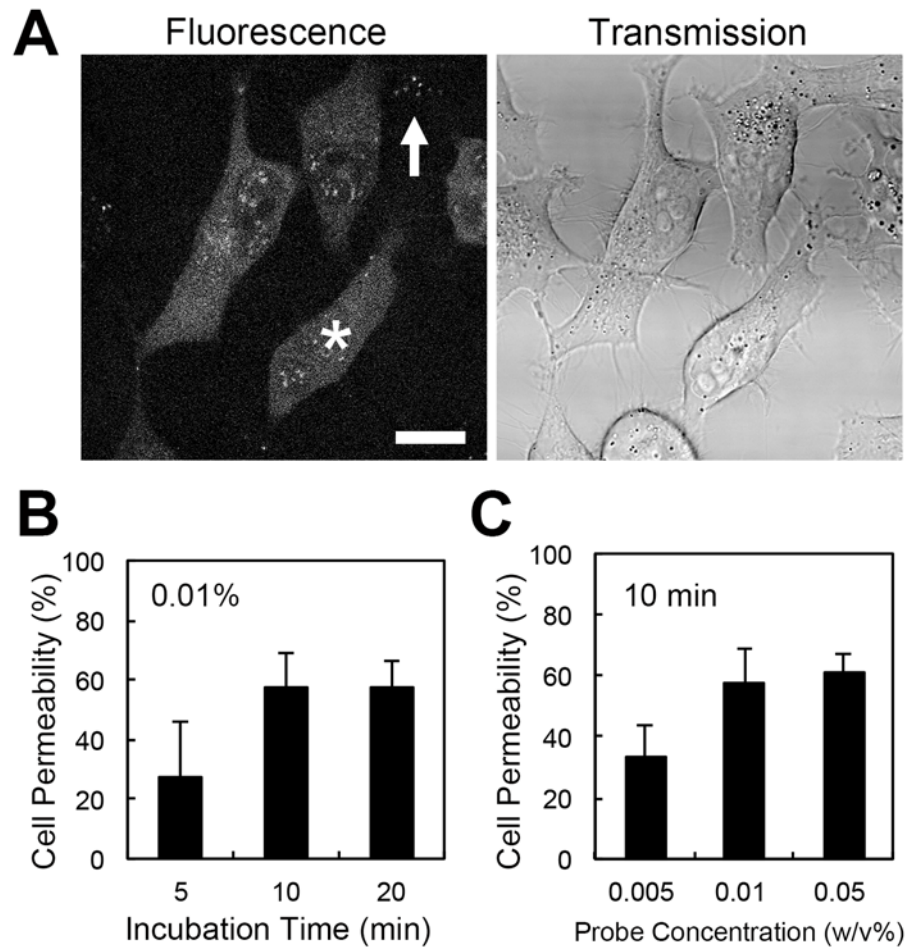 A
Fluorescence
Transmission
*
B
Cell Permeability (%)
100
80
60
40
20
0
0.01%
5
10
20
Incubation Time (min)
C
Cell Permeability (%)
100
80
60
40
20
0
10 min
0.005
0.01
0.05
Probe Concentration (w/v%)